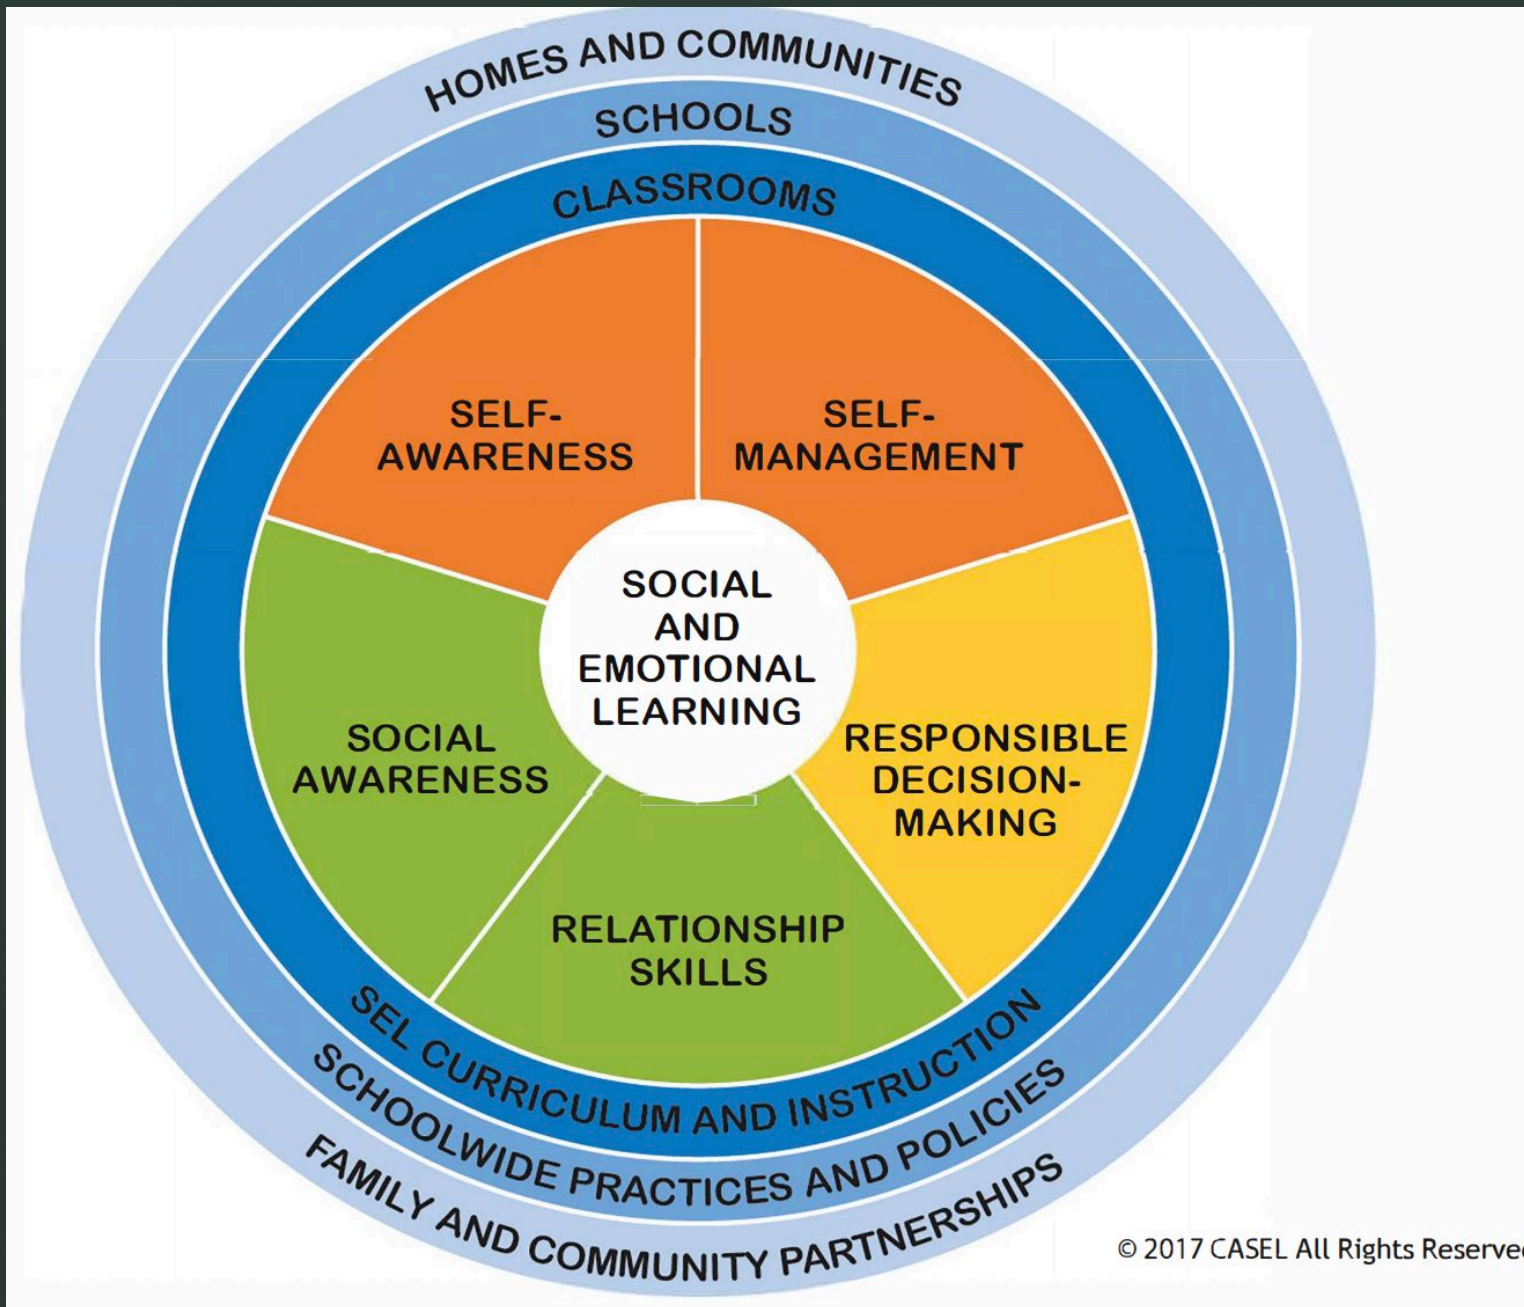 HOMES AND COMMUNITIES
SCHOOLS
CLASSROOMS
SELF-
AWARENESS
SELF-
MANAGEMENT
SOCIAL
AND
EMOTIONAL
LEARNING
SOCIAL
AWARENESS
RESPONSIBLE
DECISION-
MAKING
RELATIONSHIP
SKILLS
SEL CURRICULUM AND INSTRUCTION
SCHOOLWIDE PRACTICES AND POLICIES
FAMILY AND COMMUNITY PARTNERSHIPS
© 2017 CASEL All Rights Reserve